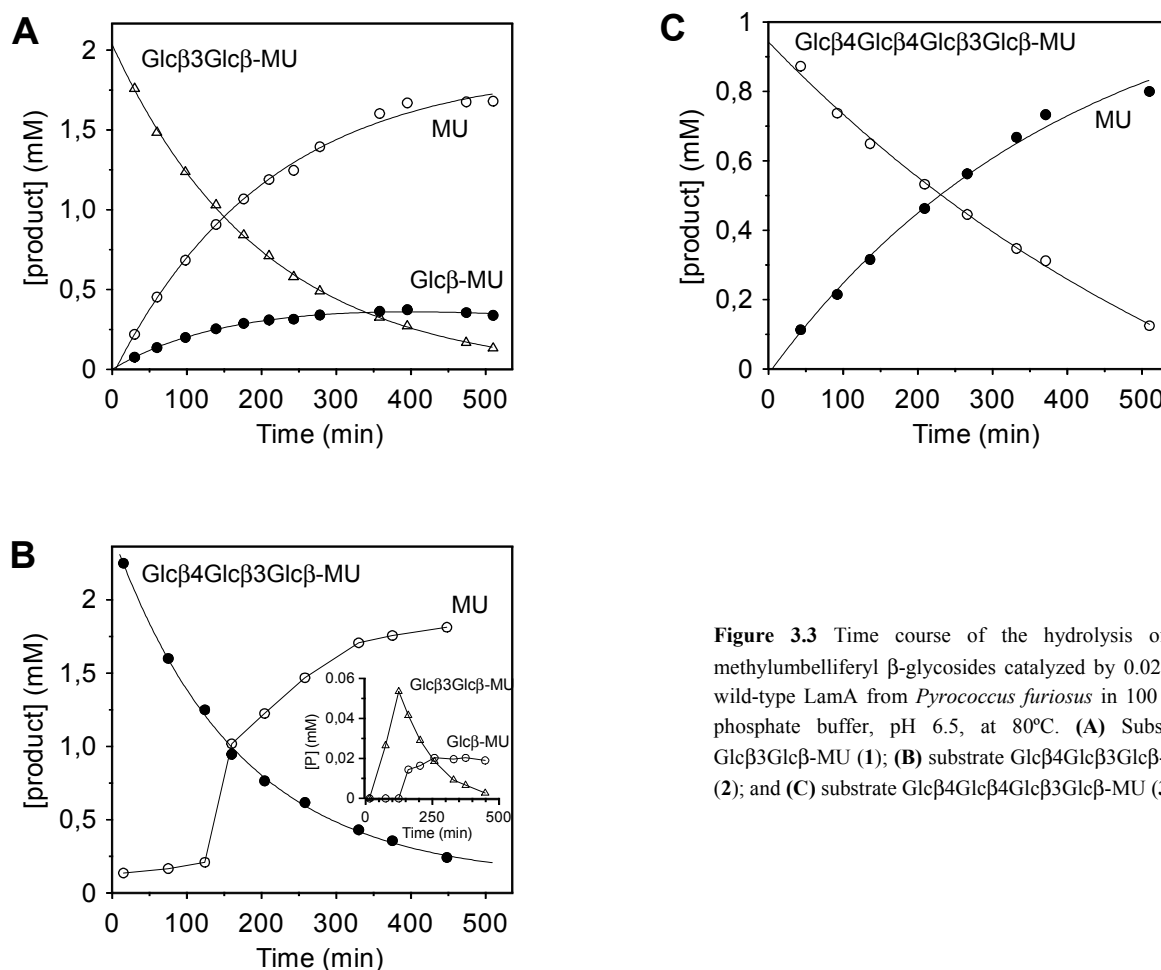 A
Glcβ3Glcβ-MU
MU
Glcβ-MU
[product] (mM)
2
1.5
1.0
0,5
0
0 100 200 300 400 500
Time (min)
C
Glcβ4Glcβ4Glcβ3Glcβ-MU
MU
[product] (mM)
1
0,8
0,6
0,4
0,2
0
0 100 200 300 400 500
Time (min)
B
Glcβ4Glcβ3Glcβ-MU
MU
[product] (mM)
2
1.5
1.0
0,5
0
0 100 200 300 400 500
Time (min)
Glcβ3Glcβ-MU
Glcβ-MU
[P] (mM)
0.06
0,04
0,02
0
0 250 500
Time (min)
Figure 3.3 Time course of the hydrolysis of
methylumbelliferyl β-glycosides catalyzed by 0.02
wild-type LamA from Pyrococcus furiosus in 100
phosphate buffer, pH 6.5, at 80ºC. (A) Subs
Glcβ3Glcβ-MU (1); (B) substrate Glcβ4Glcβ3Glcβ-
(2); and (C) substrate Glcβ4Glcβ4Glcβ3Glcβ-MU (